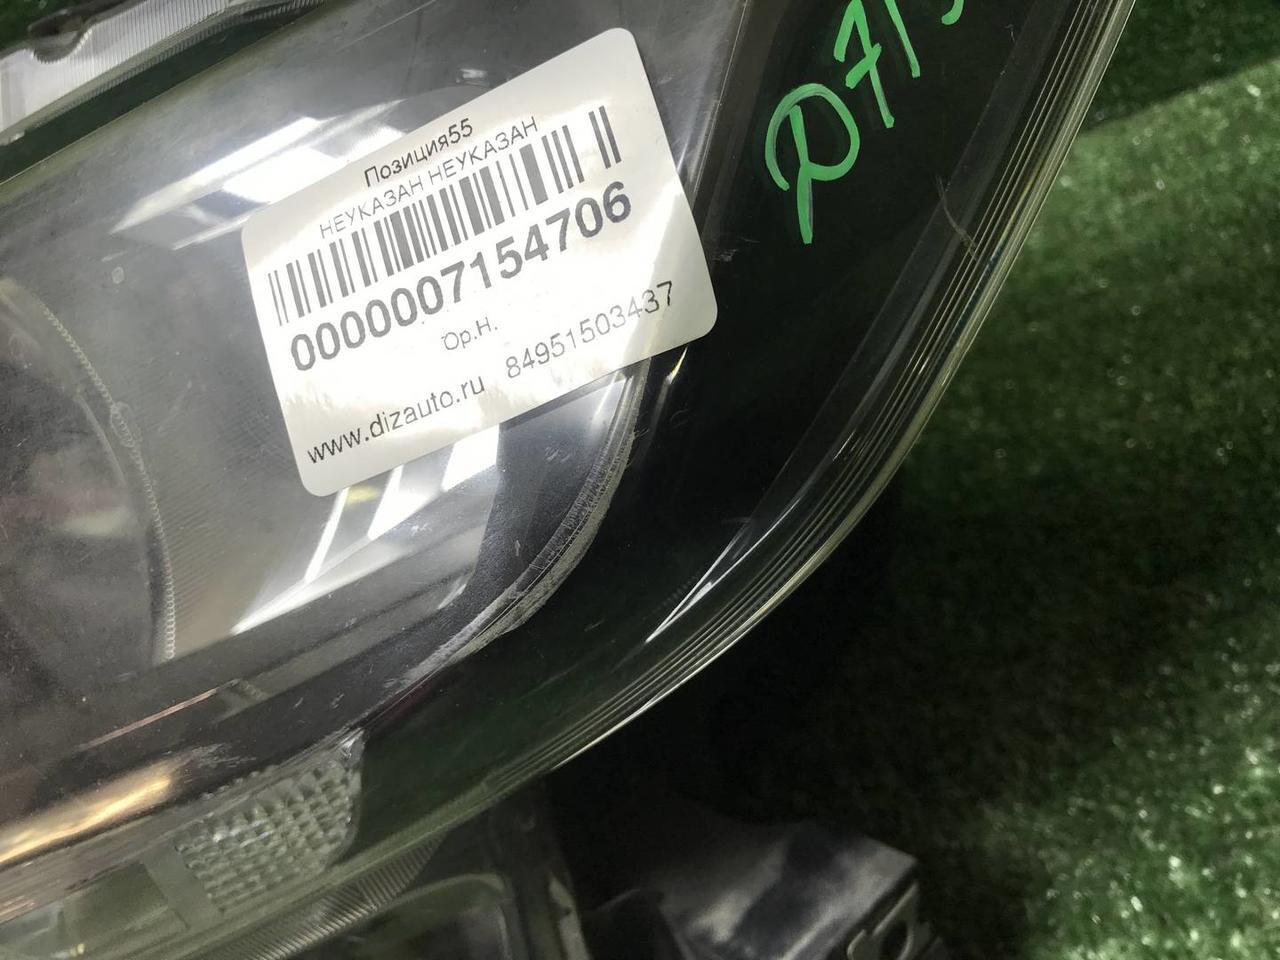 Позиция55
НЕУКАЗАН НЕУКАЗАН
0000007154706
Ор.Н.
www.dizauto.ru 84951503437